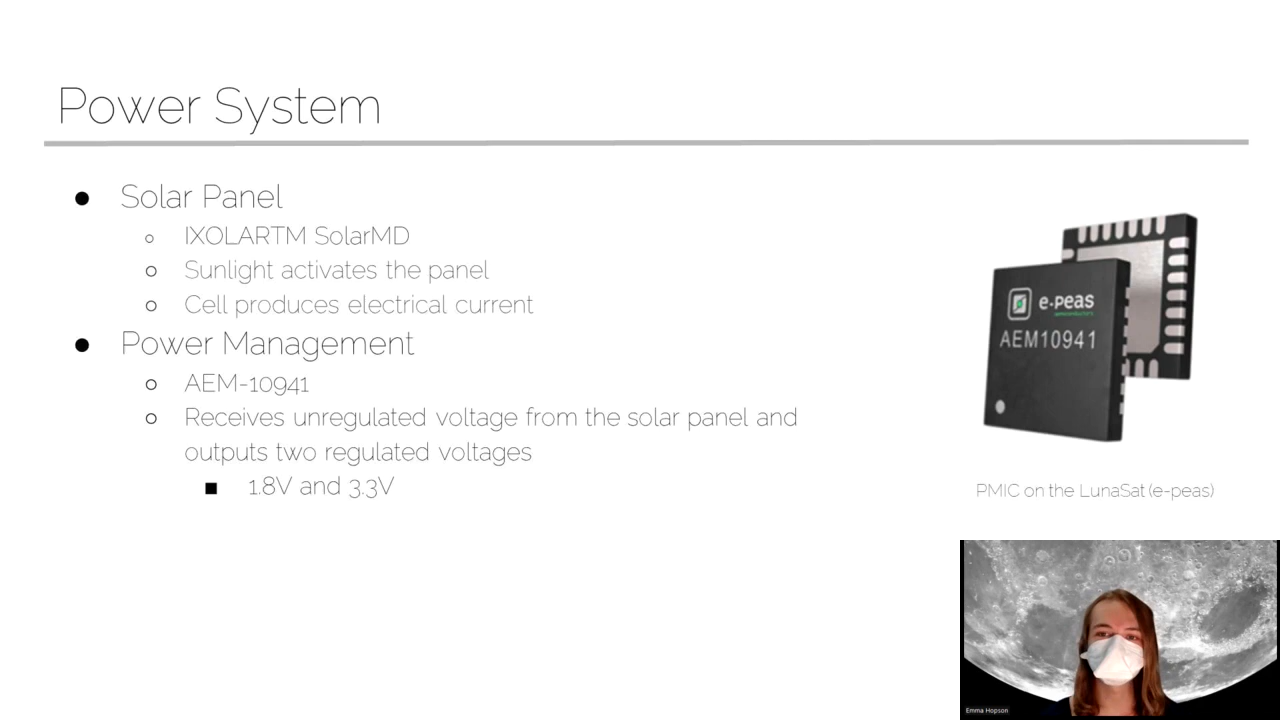 Power System
Solar Panel
IXOLARTM SolarMD
Sunlight activates the panel
Cell produces electrical current
Power Management
AEM-10941
Receives unregulated voltage from the solar panel and
outputs two regulated voltages
1.8V and 3.3V
e-peas
semiconductors
AEM10941
PMIC on the LunaSat (e-peas)
Emma Hopson